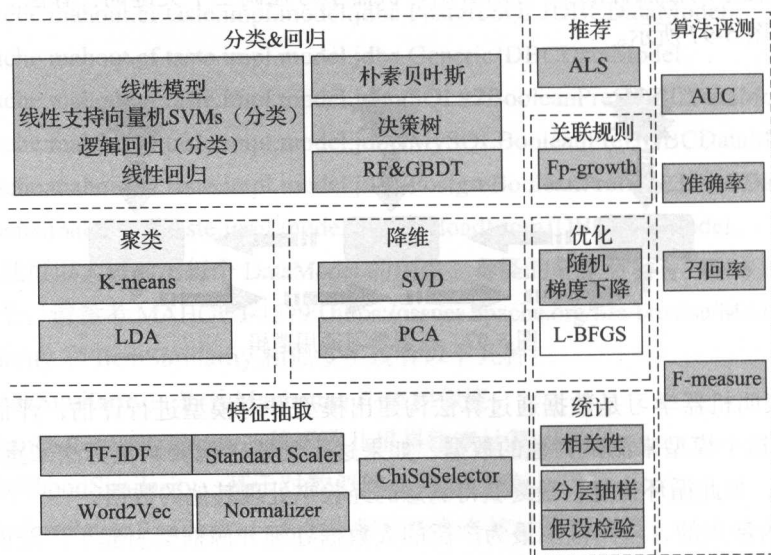 分类&回归
线性模型
线性支持向量机SVMs（分类）
逻辑回归（分类）
线性回归
朴素贝叶斯
决策树
RF&GBDT
推荐
ALS
关联规则
Fp-growth
算法评测
AUC
准确率
召回率
F-measure
聚类
K-means
LDA
降维
SVD
PCA
优化
随机
梯度下降
L-BFGS
特征抽取
TF-IDF
Standard Scaler
Word2Vec
Normalizer
ChiSqSelector
统计
相关性
分层抽样
假设检验